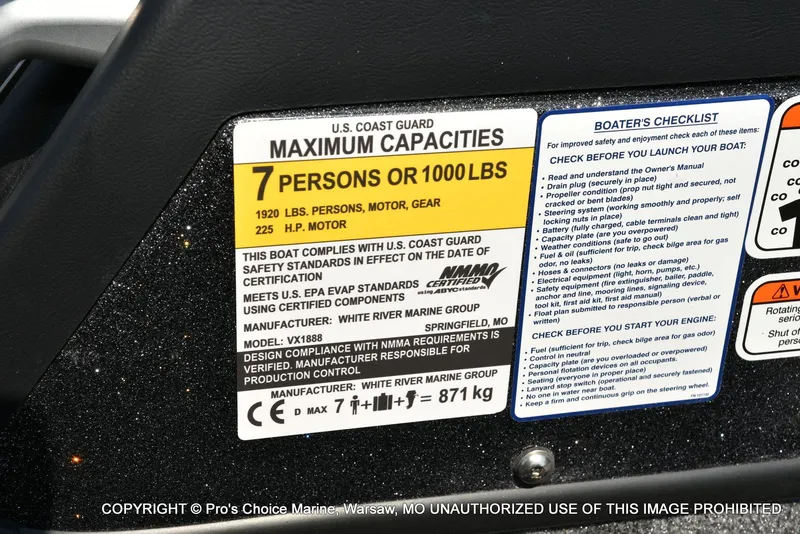 U.S. COAST GUARD
MAXIMUM CAPACITIES
7 PERSONS OR 1000 LBS
1920 LBS. PERSONS, MOTOR, GEAR
225 H.P. MOTOR
THIS BOAT COMPLIES WITH U.S. COAST GUARD
SAFETY STANDARDS IN EFFECT ON THE DATE OF
CERTIFICATION
NMMA
CERTIFIED
using ABYC standards
MEETS U.S. EPA EVAP STANDARDS
USING CERTIFIED COMPONENTS
MANUFACTURER: WHITE RIVER MARINE GROUP
MODEL: VX1888 SPRINGFIELD, MO
DESIGN COMPLIANCE WITH NMMA REQUIREMENTS IS
VERIFIED. MANUFACTURER RESPONSIBLE FOR
PRODUCTION CONTROL
MANUFACTURER: WHITE RIVER MARINE GROUP
CE D MAX 7 + + = 871 kg
BOATER'S CHECKLIST
For improved safety and enjoyment check each of these items:
CHECK BEFORE YOU LAUNCH YOUR BOAT:
• Read and understand the Owner's Manual
• Drain plug (securely in place)
• Propeller condition (prop nut tight and secured, not
cracked or bent blades)
• Steering system (working smoothly and properly; self
locking nuts in place)
• Battery (fully charged, cable terminals clean and tight)
• Capacity plate (are you overloaded or overpowered)
• Weather conditions (safe to go out)
• Fuel & oil (sufficient for trip, check bilge area for gas
odor, no leaks)
• Hoses & connectors (no leaks or damage)
• Electrical equipment (light, horn, pumps, etc.)
• Safety equipment (fire extinguisher, bailer, paddle,
anchor and line, mooring lines, signaling device,
tool kit, first aid kit, first aid manual)
• Float plan submitted to responsible person (verbal or
written)
CHECK BEFORE YOU START YOUR ENGINE:
• Fuel (sufficient for trip, check bilge area for gas odor)
• Control in neutral
• Capacity plate (are you overloaded or overpowered)
• Personal flotation devices on all occupants.
• Seating (everyone in proper place)
• Lanyard stop switch (operational and securely fastened)
• No one in water near boat.
• Keep a firm and continuous grip on the steering wheel.
CO
CO
CO
CO
W
Rotating
Shut of
COPYRIGHT © Pro's Choice Marine, Warsaw, MO UNAUTHORIZED USE OF THIS IMAGE PROHIBITED